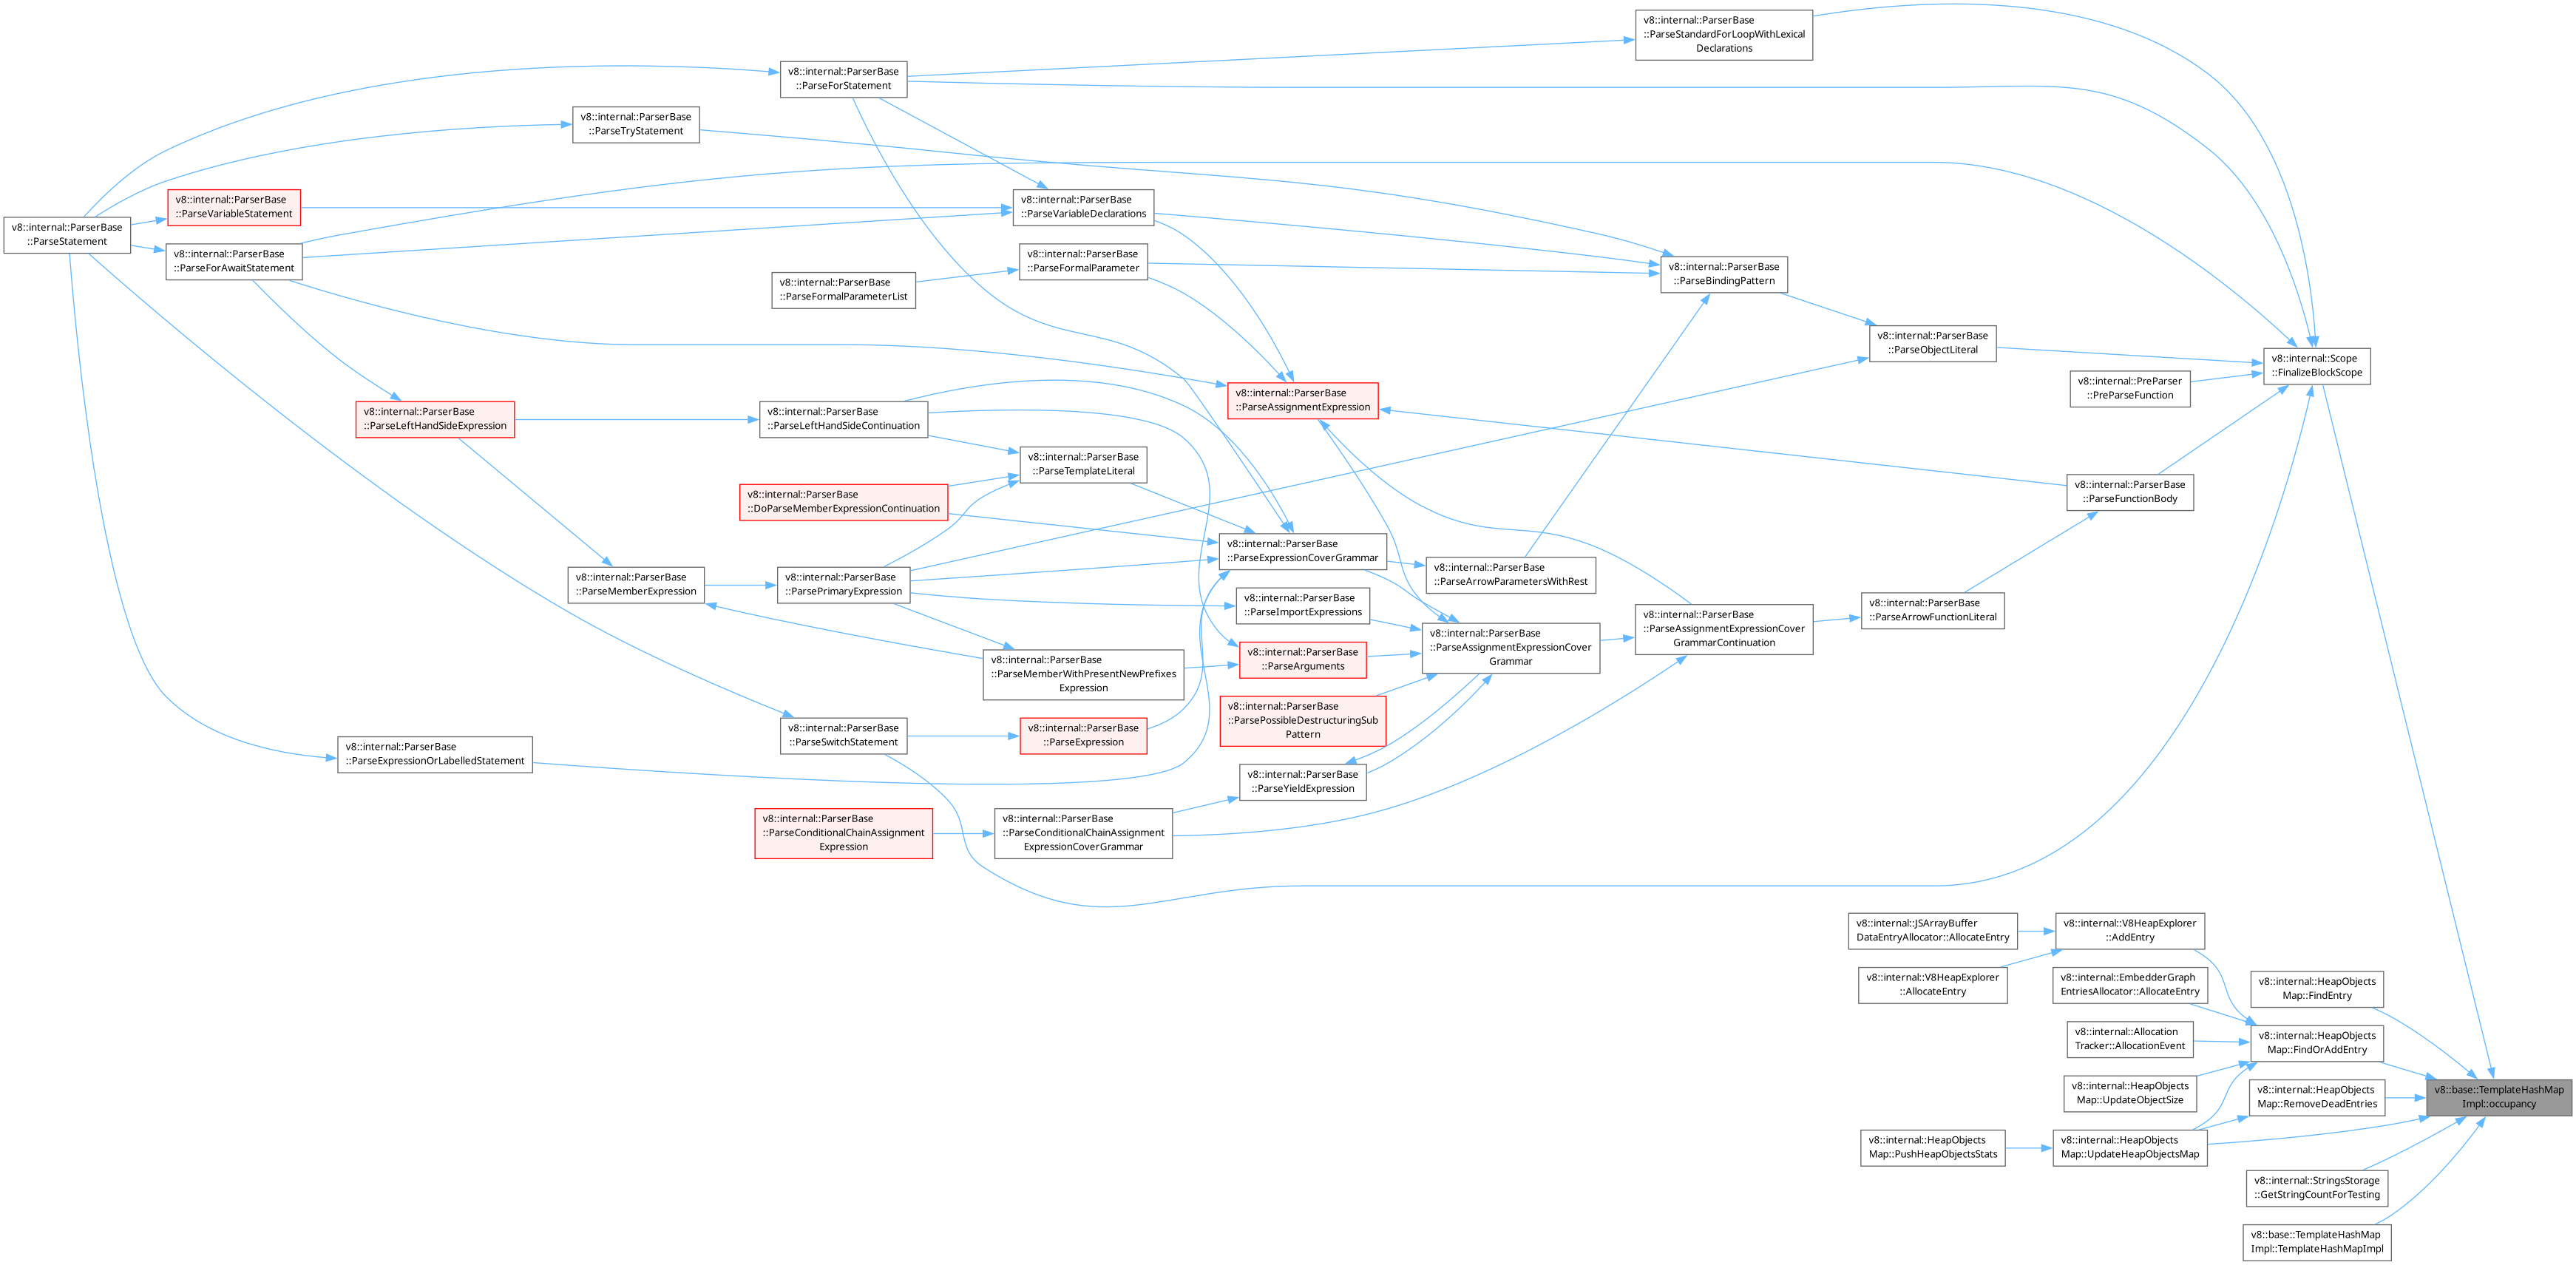 v8::internal::ParserBase
::ParseStandardForLoopWithLexical
Declarations
v8::internal::ParserBase
::ParseForStatement
v8::internal::ParserBase
::ParseTryStatement
v8::internal::ParserBase
::ParseVariableStatement
v8::internal::ParserBase
::ParseVariableDeclarations
v8::internal::ParserBase
::ParseStatement
v8::internal::ParserBase
::ParseForAwaitStatement
v8::internal::ParserBase
::ParseFormalParameter
v8::internal::ParserBase
::ParseBindingPattern
v8::internal::ParserBase
::ParseFormalParameterList
v8::internal::ParserBase
::ParseObjectLiteral
v8::internal::Scope
::FinalizeBlockScope
v8::internal::PreParser
::PreParseFunction
v8::internal::ParserBase
::ParseAssignmentExpression
v8::internal::ParserBase
::ParseLeftHandSideExpression
v8::internal::ParserBase
::ParseLeftHandSideContinuation
v8::internal::ParserBase
::ParseTemplateLiteral
v8::internal::ParserBase
::DoParseMemberExpressionContinuation
v8::internal::ParserBase
::ParseFunctionBody
v8::internal::ParserBase
::ParseExpressionCoverGrammar
v8::internal::ParserBase
::ParseArrowParametersWithRest
v8::internal::ParserBase
::ParseMemberExpression
v8::internal::ParserBase
::ParsePrimaryExpression
v8::internal::ParserBase
::ParseImportExpressions
v8::internal::ParserBase
::ParseArrowFunctionLiteral
v8::internal::ParserBase
::ParseAssignmentExpressionCover
GrammarContinuation
v8::internal::ParserBase
::ParseAssignmentExpressionCover
Grammar
v8::internal::ParserBase
::ParseArguments
v8::internal::ParserBase
::ParseMemberWithPresentNewPrefixes
Expression
v8::internal::ParserBase
::ParsePossibleDestructuringSub
Pattern
v8::internal::ParserBase
::ParseSwitchStatement
v8::internal::ParserBase
::ParseExpression
v8::internal::ParserBase
::ParseExpressionOrLabelledStatement
v8::internal::ParserBase
::ParseYieldExpression
v8::internal::ParserBase
::ParseConditionalChainAssignment
Expression
v8::internal::ParserBase
::ParseConditionalChainAssignment
ExpressionCoverGrammar
v8::internal::JSArrayBuffer
DataEntryAllocator::AllocateEntry
v8::internal::V8HeapExplorer
::AddEntry
v8::internal::V8HeapExplorer
::AllocateEntry
v8::internal::EmbedderGraph
EntriesAllocator::AllocateEntry
v8::internal::HeapObjects
Map::FindEntry
v8::internal::Allocation
Tracker::AllocationEvent
v8::internal::HeapObjects
Map::FindOrAddEntry
v8::internal::HeapObjects
Map::UpdateObjectSize
v8::internal::HeapObjects
Map::RemoveDeadEntries
v8::base::TemplateHashMap
Impl::occupancy
v8::internal::HeapObjects
Map::PushHeapObjectsStats
v8::internal::HeapObjects
Map::UpdateHeapObjectsMap
v8::internal::StringsStorage
::GetStringCountForTesting
v8::base::TemplateHashMap
Impl::TemplateHashMapImpl